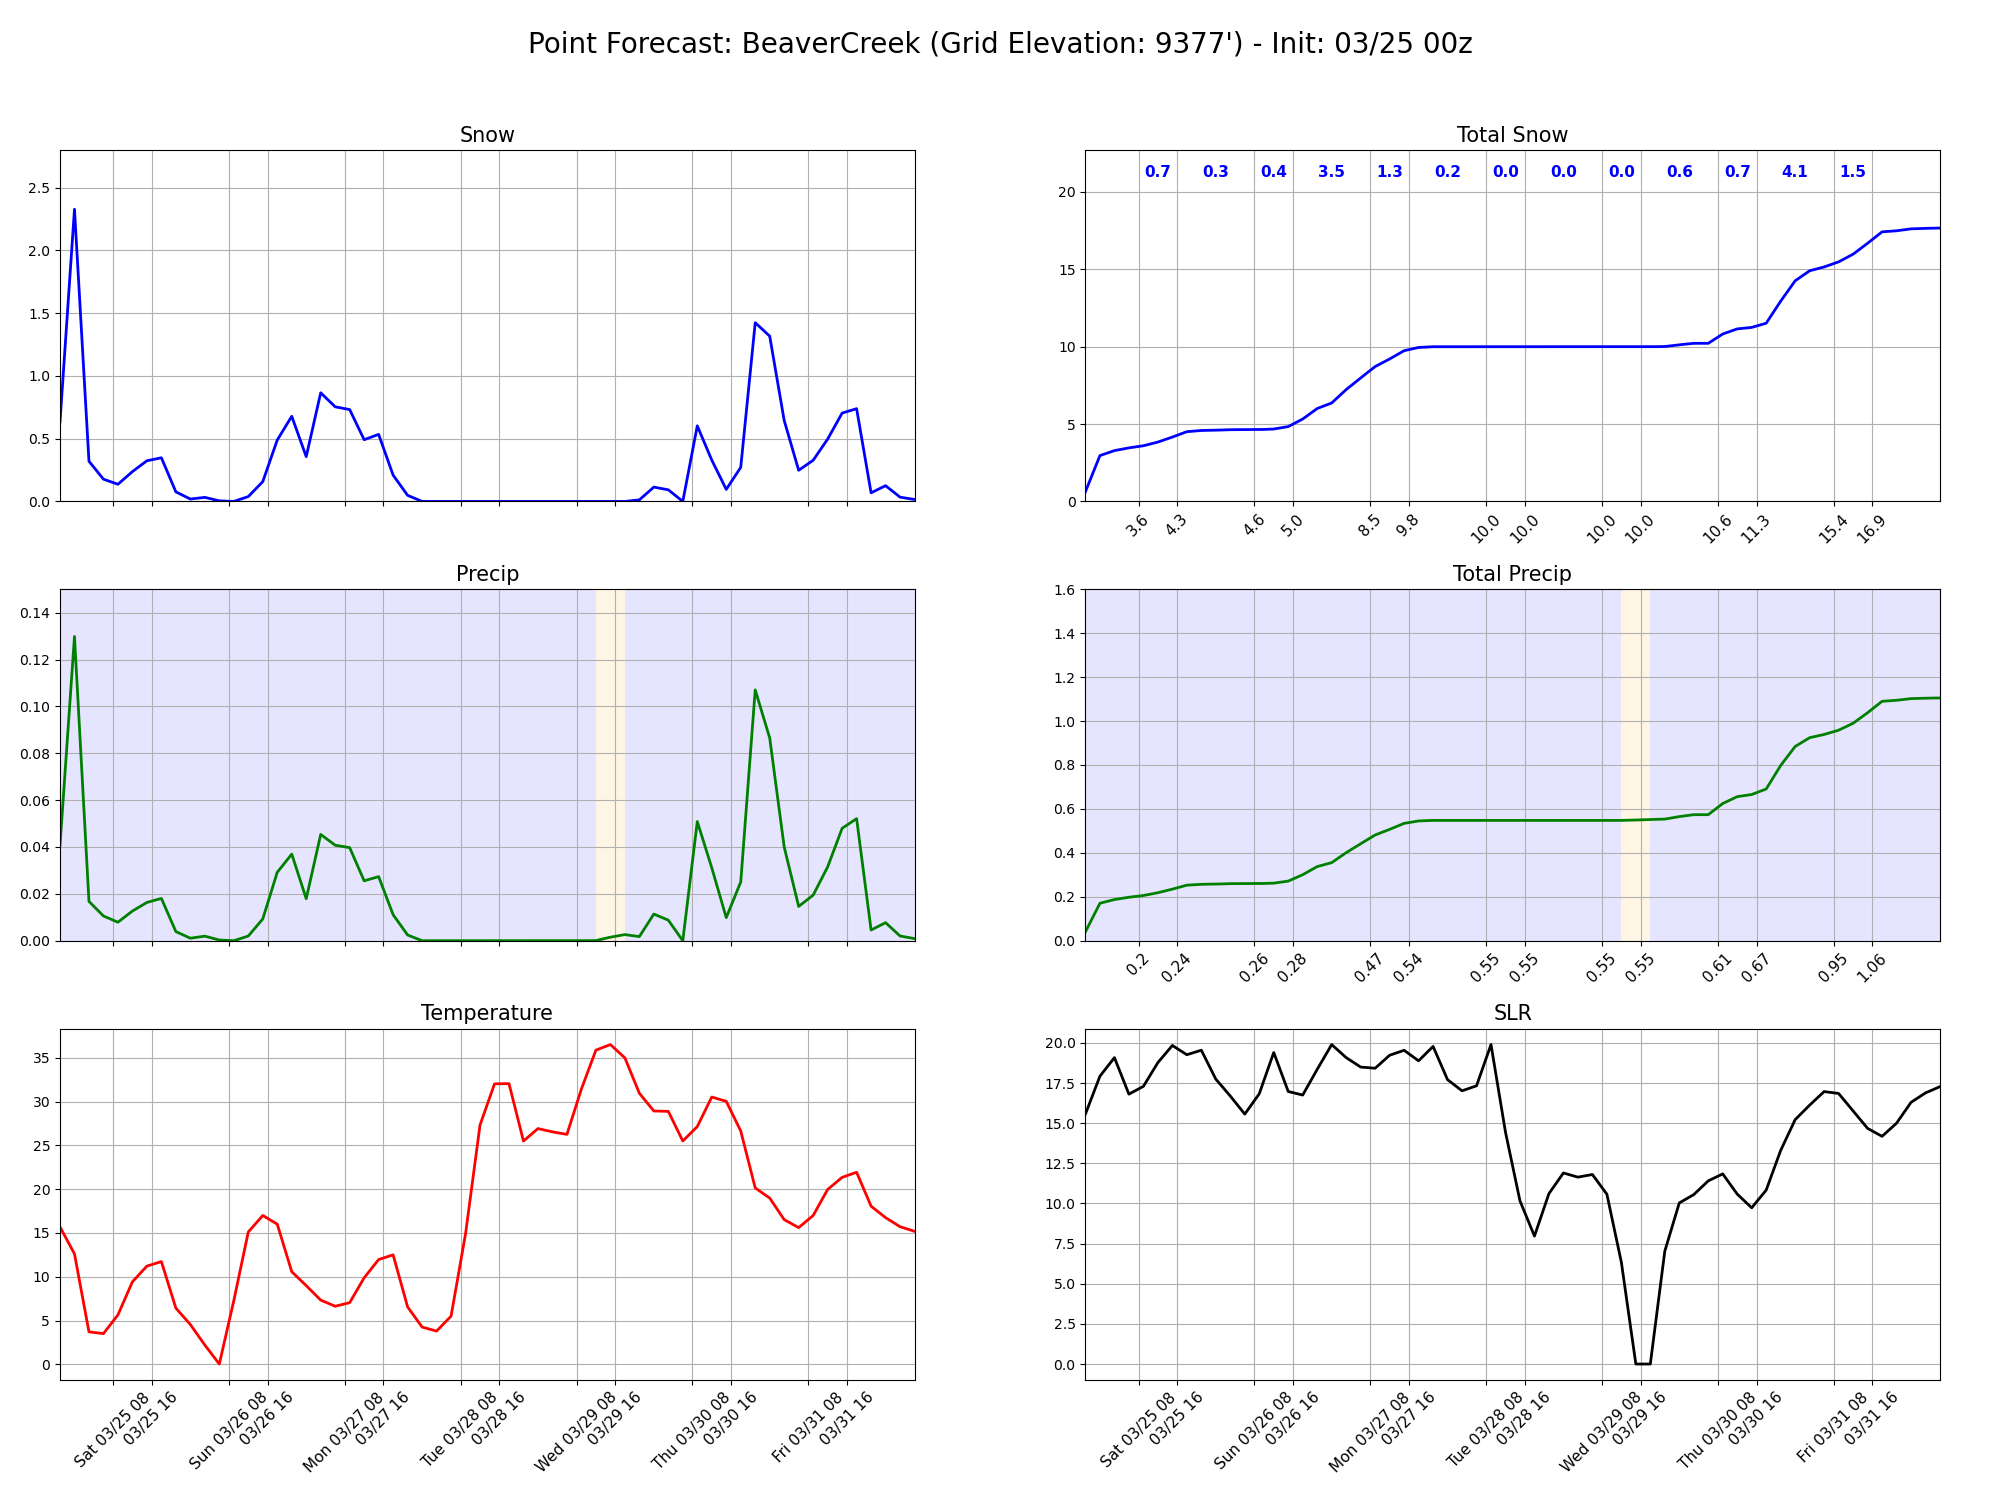 Point Forecast: BeaverCreek (Grid Elevation: 9377') - Init: 03/25 00z
Snow
2.5
2.0
1.5
1.0
0.5
0.0
Total Snow
0.7 0.3 0.4 3.5 1.3 0.2 0.0 0.0 0.0 0.6 0.7 4.1 1.5
20
15
10
5
0
3.6 4.3 4.6 5.0 8.5 9.8 10.0 10.0 10.0 10.0 10.6 11.3 15.4 16.9
Precip
0.14
0.12
0.10
0.08
0.06
0.04
0.02
0.00
Total Precip
1.6
1.4
1.2
1.0
0.8
0.6
0.4
0.2
0.0
0.2 0.24 0.26 0.28 0.47 0.54 0.55 0.55 0.55 0.55 0.61 0.67 0.95 1.06
Temperature
35
30
25
20
15
10
5
0
Sat 03/25 08
03/25 16
Sun 03/26 08
03/26 16
Mon 03/27 08
03/27 16
Tue 03/28 08
03/28 16
Wed 03/29 08
03/29 16
Thu 03/30 08
03/30 16
Fri 03/31 08
03/31 16
SLR
20.0
17.5
15.0
12.5
10.0
7.5
5.0
2.5
0.0
Sat 03/25 08
03/25 16
Sun 03/26 08
03/26 16
Mon 03/27 08
03/27 16
Tue 03/28 08
03/28 16
Wed 03/29 08
03/29 16
Thu 03/30 08
03/30 16
Fri 03/31 08
03/31 16